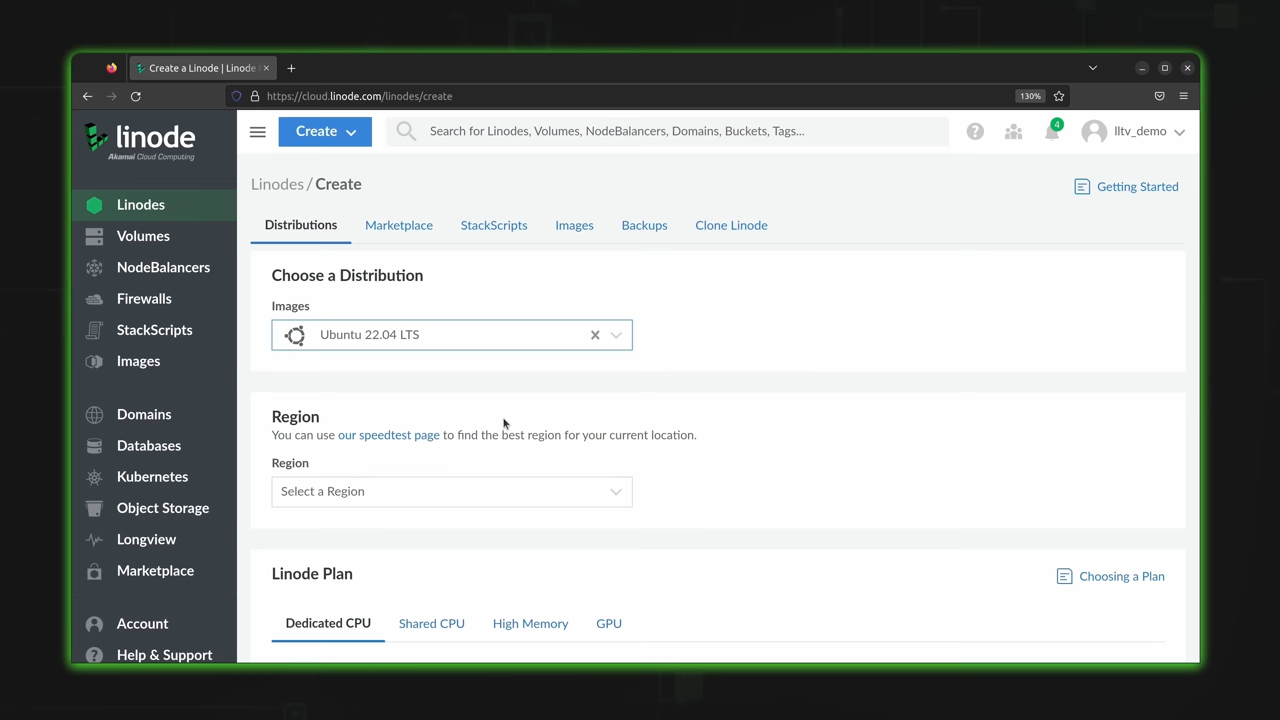 Create a Linode | Linode
https://cloud.linode.com/linodes/create
130%
linode
Akamai Cloud Computing
Create
Search for Linodes, Volumes, NodeBalancers, Domains, Buckets, Tags...
4
lltv_demo
Linodes
Volumes
NodeBalancers
Firewalls
StackScripts
Images
Domains
Databases
Kubernetes
Object Storage
Longview
Marketplace
Account
Help & Support
Linodes / Create
Getting Started
Distributions Marketplace StackScripts Images Backups Clone Linode
Choose a Distribution
Images
Ubuntu 22.04 LTS
Region
You can use our speedtest page to find the best region for your current location.
Region
Select a Region
Linode Plan
Choosing a Plan
Dedicated CPU Shared CPU High Memory GPU